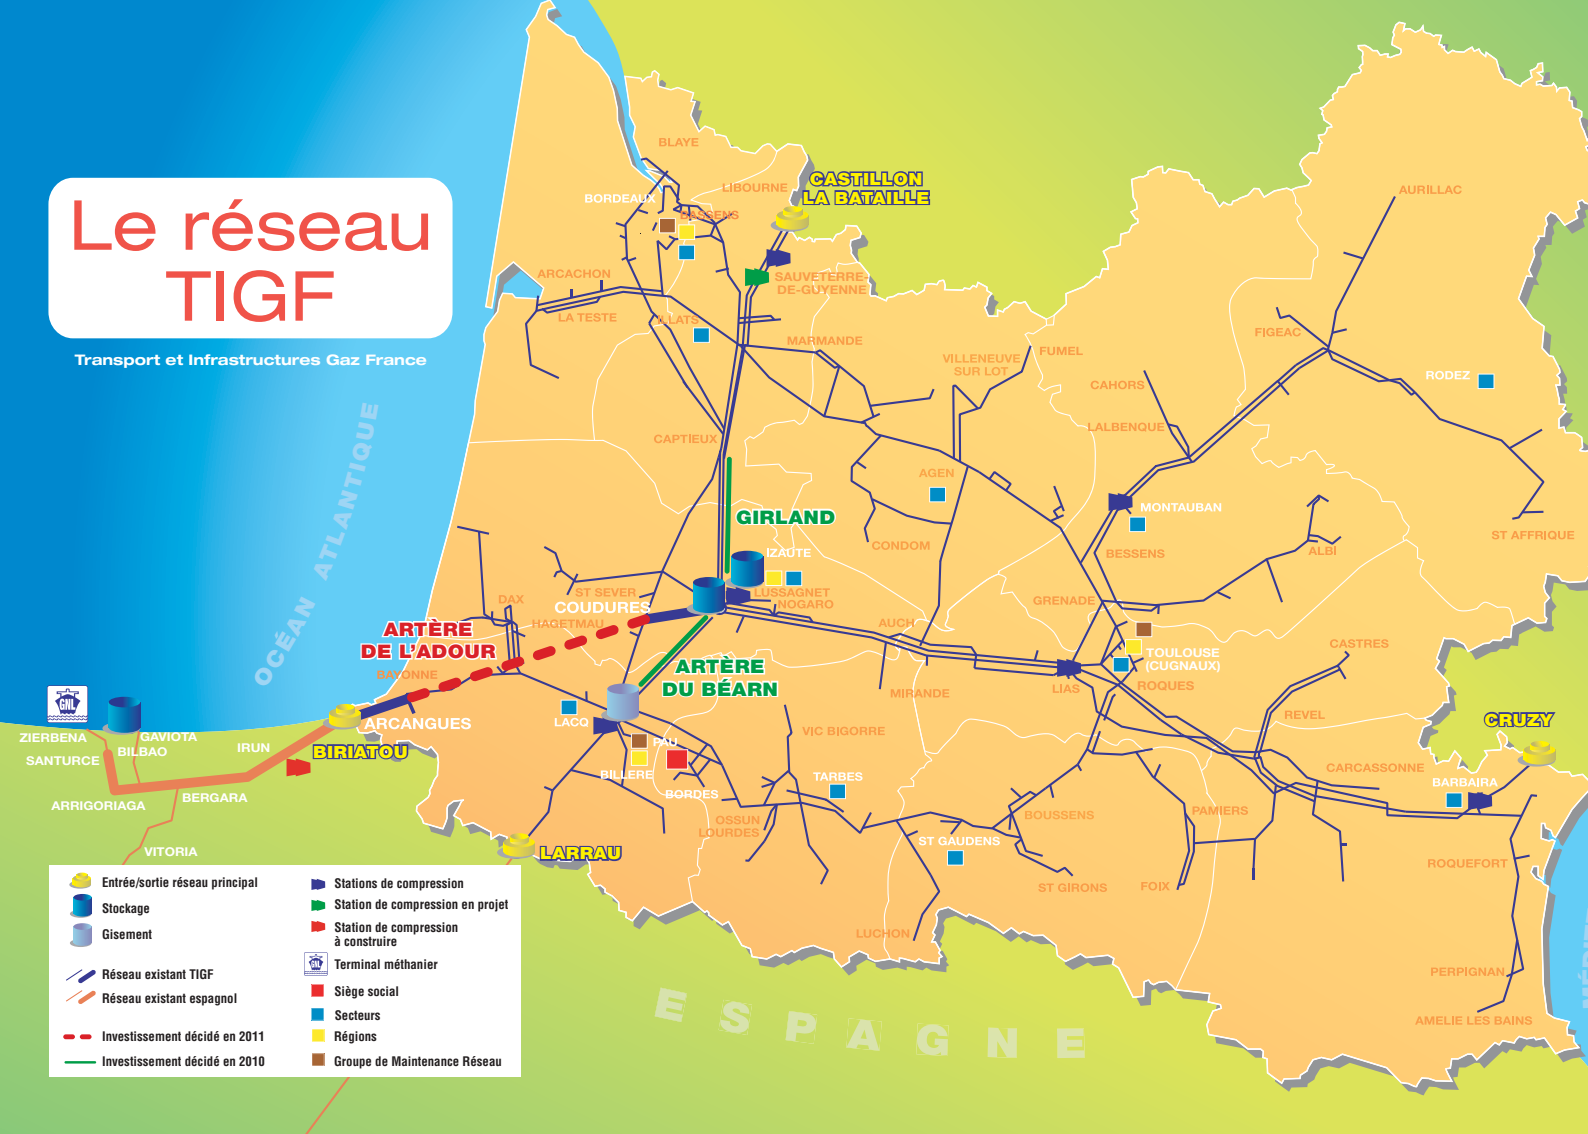 Le réseau
TIGF
Transport et Infrastructures Gaz France
OCÉAN ATLANTIQUE
BLAYE
LIBOURNE
CASTILLON
LA BATAILLE
BORDEAUX
BASSENS
AURILLAC
ARCACHON
SAUVETERRE-
DE-GUYENNE
LA TESTE
ILLATS
MARMANDE
FIGEAC
VILLENEUVE
SUR LOT
FUMEL
CAHORS
RODEZ
LALBENQUE
CAPTIEUX
AGEN
GIRLAND
MONTAUBAN
ST AFFRIQUE
CONDOM
BESSENS
ALBI
IZAUTE
ST SEVER
DAX
COUDURES
LUSSAGNET
NOGARO
GRENADE
HAGETMAU
AUCH
ARTÈRE
DE L'ADOUR
CASTRES
TOULOUSE
(CUGNAUX)
ARTÈRE
DU BÉARN
BAYONNE
MIRANDE
LIAS
ROQUES
GNL
LACQ
ARCANGUES
REVEL
CRUZY
ZIERBENA
GAVIOTA
BILBAO
IRUN
BIRIATOU
SANTURCE
PAU
VIC BIGORRE
BILLERE
TARBES
CARCASSONNE
BARBAIRA
ARRIGORIAGA
BERGARA
BORDES
OSSUN
LOURDES
BOUSSENS
PAMIERS
VITORIA
LARRAU
ST GAUDENS
ROQUEFORT
ST GIRONS
FOIX
LUCHON
PERPIGNAN
AMELIE LES BAINS
ESPAGNE
Entrée/sortie réseau principal
Stockage
Gisement
Réseau existant TIGF
Réseau existant espagnol
Investissement décidé en 2011
Investissement décidé en 2010
Stations de compression
Station de compression en projet
Station de compression
à construire
GNL
Terminal méthanier
Siège social
Secteurs
Régions
Groupe de Maintenance Réseau